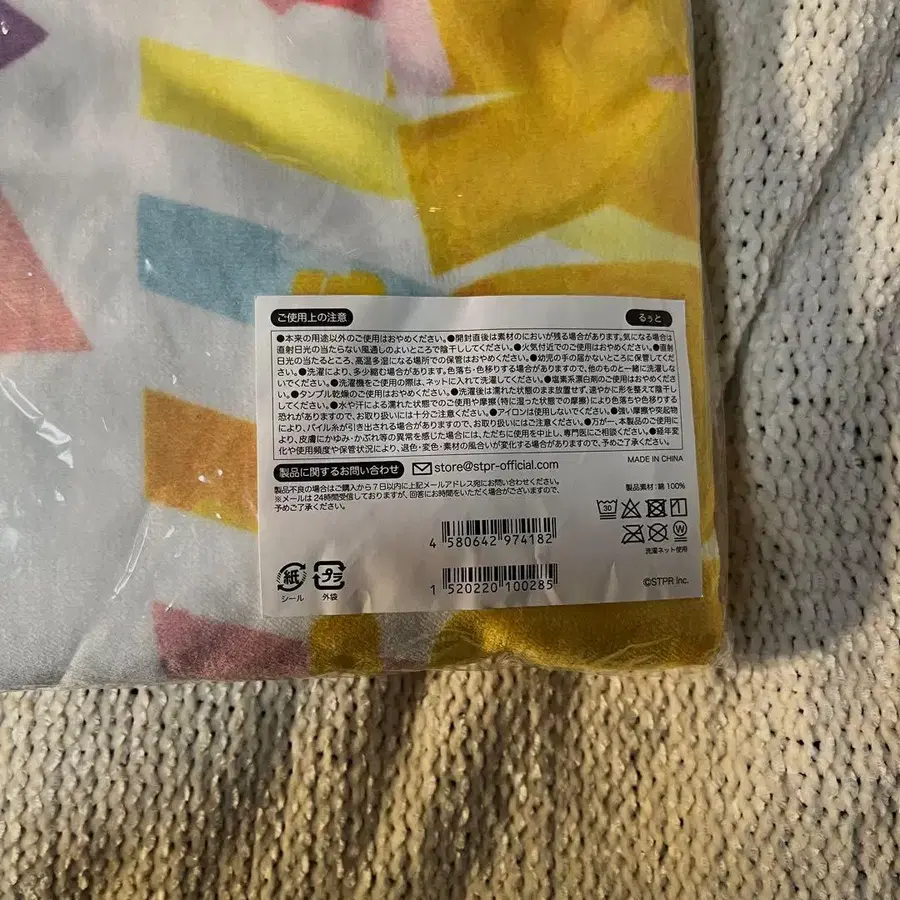 ご使用上の注意
るぅと
●本来の用途以外のご使用はおやめください。●開封直後は素材のにおいが残る場合があります。気になる場合は
直射日光の当たらない風通しのよいところで陰干ししてください。●火気付近でのご使用はおやめください。●直射
日光の当たるところ、高温多湿になる場所での保管はおやめください。●幼児の手の届かないところに保管してくだ
さい。●洗濯により、多少縮む場合があります。色落ち・色移りする場合がありますので、他のものと一緒に洗濯しな
いでください。●洗濯機をご使用の際は、ネットに入れて洗濯してください。●塩素系漂白剤のご使用はおやめくださ
い。●タンブル乾燥のご使用はおやめください。●洗濯後は濡れた状態のまま放置せず、速やかに形を整えて陰干し
してください。●水や汗による濡れた状態でのご使用や摩擦（特に湿った状態での摩擦）により色落ちや色移りする
恐れがありますので、お取り扱いには十分ご注意ください。●アイロンは使用しないでください。●強い摩擦や突起物
により、パイル糸が引き出される場合がありますので、お取り扱いにはご注意ください。●万が一、本製品のご使用に
より、皮膚にかゆみ・かぶれ等の異常を感じた場合には、ただちに使用を中止し、専門医にご相談ください。●経年変
化や使用頻度や保管状況により、退色・変色・素材の風合いが変化する場合がありますので、予めご了承ください。
製品に関するお問い合わせ
store@stpr-official.com
MADE IN CHINA
製品不良の場合はご購入から7日以内に上記メールアドレス宛にお問い合わせください。
※メールは24時間受信しておりますが、回答にお時間をいただく場合がございますので、
予めご了承ください。
製品素材：綿 100%
30
W
洗濯ネット使用
4 580642 974182
1 520220 100285
紙
シール
プラ
外袋
©STPR Inc.